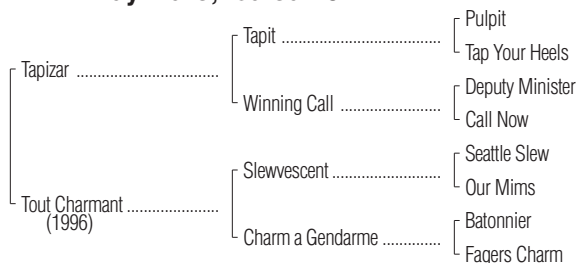 Tapizar
Tout Charmant
(1996)
Tapit
Winning Call
Slewvescent
Charm a Gendarme
Pulpit
Tap Your Heels
Deputy Minister
Call Now
Seattle Slew
Our Mims
Batonnier
Fagers Charm